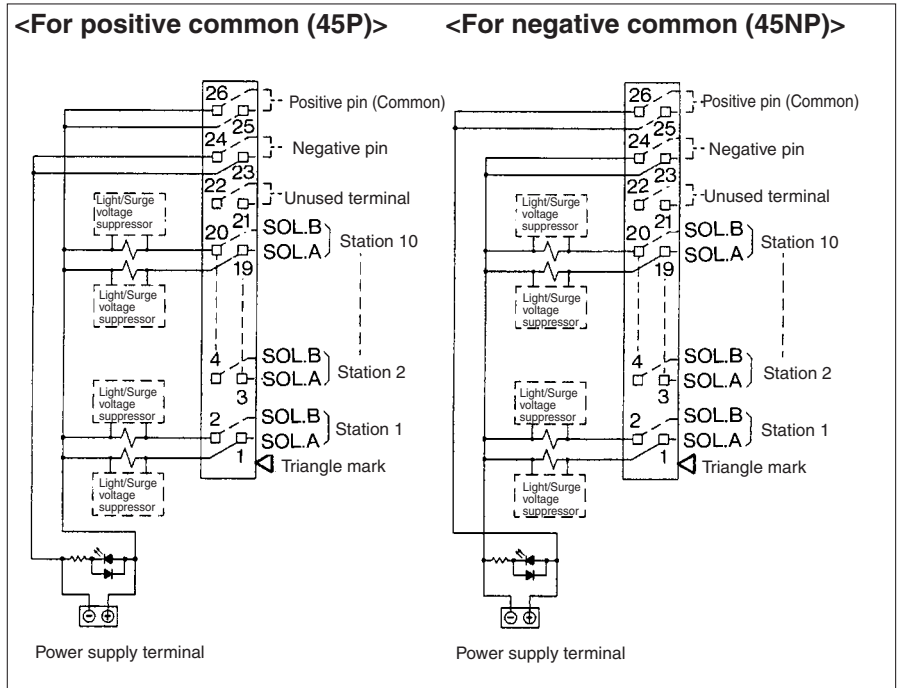 <For positive common (45P)>
26
Positive pin (Common)
25
24
Negative pin
23
22
Unused terminal
21
Light/Surge
voltage
suppressor
20
SOL.B
SOL.A
Station 10
19
Light/Surge
voltage
suppressor
4
SOL.B
SOL.A
Station 2
3
Light/Surge
voltage
suppressor
2
SOL.B
SOL.A
Station 1
1
Triangle mark
Light/Surge
voltage
suppressor
⊖ ⊕
Power supply terminal
<For negative common (45NP)>
26
Positive pin (Common)
25
24
Negative pin
23
22
Unused terminal
21
Light/Surge
voltage
suppressor
20
SOL.B
SOL.A
Station 10
19
Light/Surge
voltage
suppressor
4
SOL.B
SOL.A
Station 2
3
Light/Surge
voltage
suppressor
2
SOL.B
SOL.A
Station 1
1
Triangle mark
Light/Surge
voltage
suppressor
⊖ ⊕
Power supply terminal